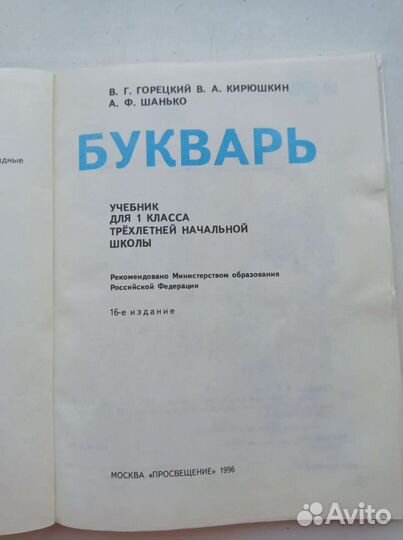 В. Г. ГОРЕЦКИЙ В. А. КИРЮШКИН
А. Ф. ШАНЬКО
БУКВАРЬ
УЧЕБНИК
ДЛЯ 1 КЛАССА
ТРЁХЛЕТНЕЙ НАЧАЛЬНОЙ
ШКОЛЫ
Рекомендовано Министерством образования
Российской Федерации
16-е издание
МОСКВА «ПРОСВЕЩЕНИЕ» 1996
Avito